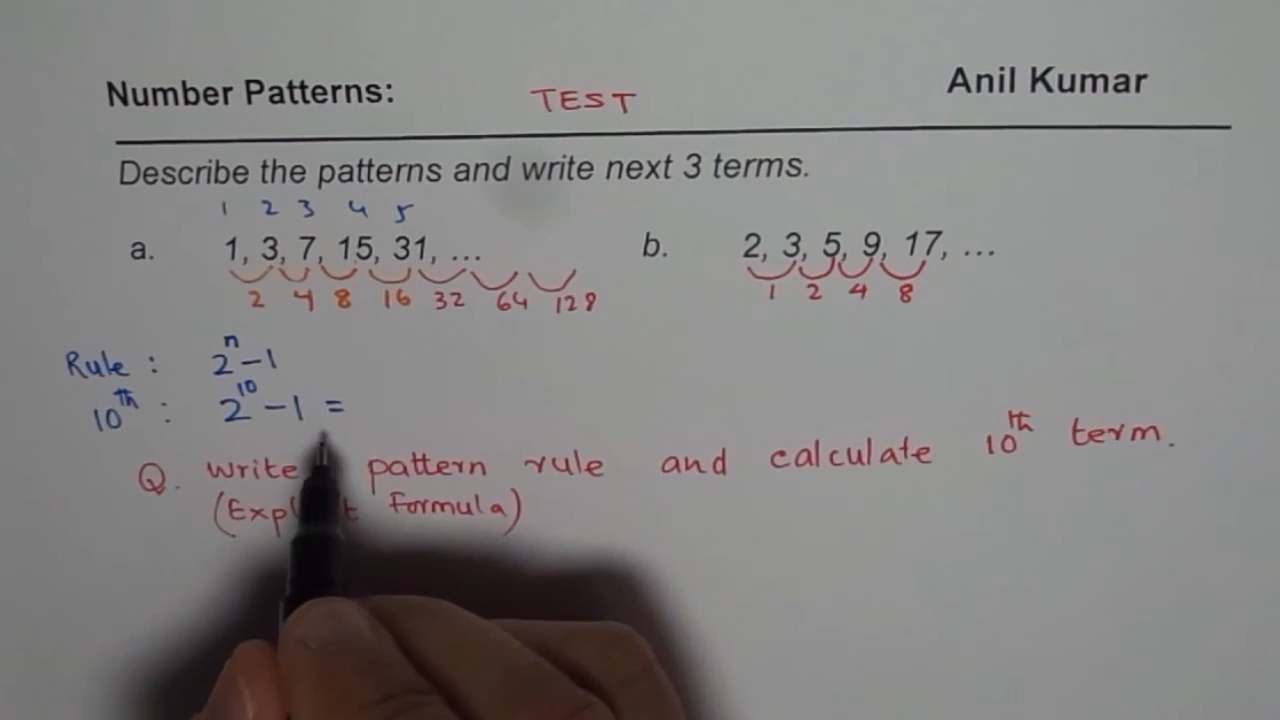 Number Patterns: TEST Anil Kumar
Describe the patterns and write next 3 terms.
1 2 3 4 5
a. 1, 3, 7, 15, 31, ... b. 2, 3, 5, 9, 17, ...
2 4 8 16 32 64 128 1 2 4 8
Rule : 2ⁿ-1
10ᵗʰ : 2¹⁰-1 =
Q. Write pattern rule and calculate 10ᵗʰ term.
formula)